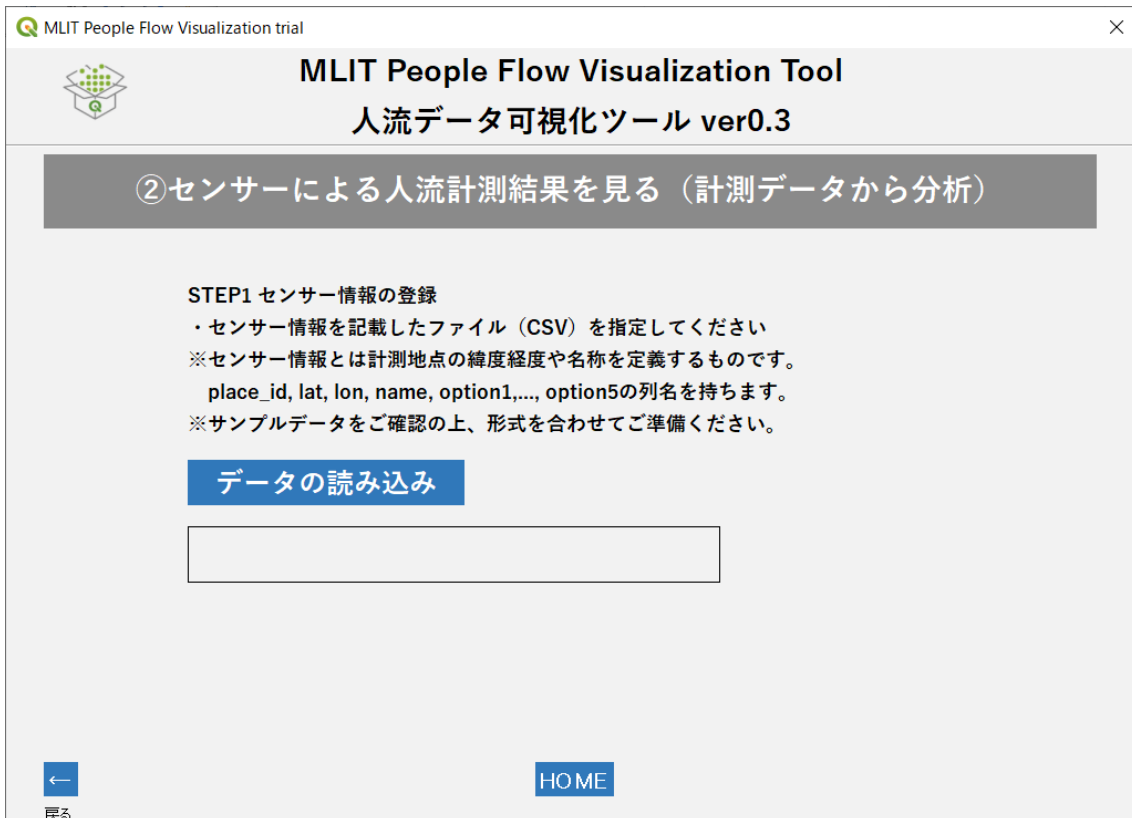 MLIT People Flow Visualization trial
MLIT People Flow Visualization Tool
人流データ可視化ツール ver0.3
②センサーによる人流計測結果を見る（計測データから分析）
STEP1 センサー情報の登録
・センサー情報を記載したファイル（CSV）を指定してください
※センサー情報とは計測地点の緯度経度や名称を定義するものです。
place_id, lat, lon, name, option1,..., option5の列名を持ちます。
※サンプルデータをご確認の上、形式を合わせてご準備ください。
データの読み込み
←
HOME
戻る